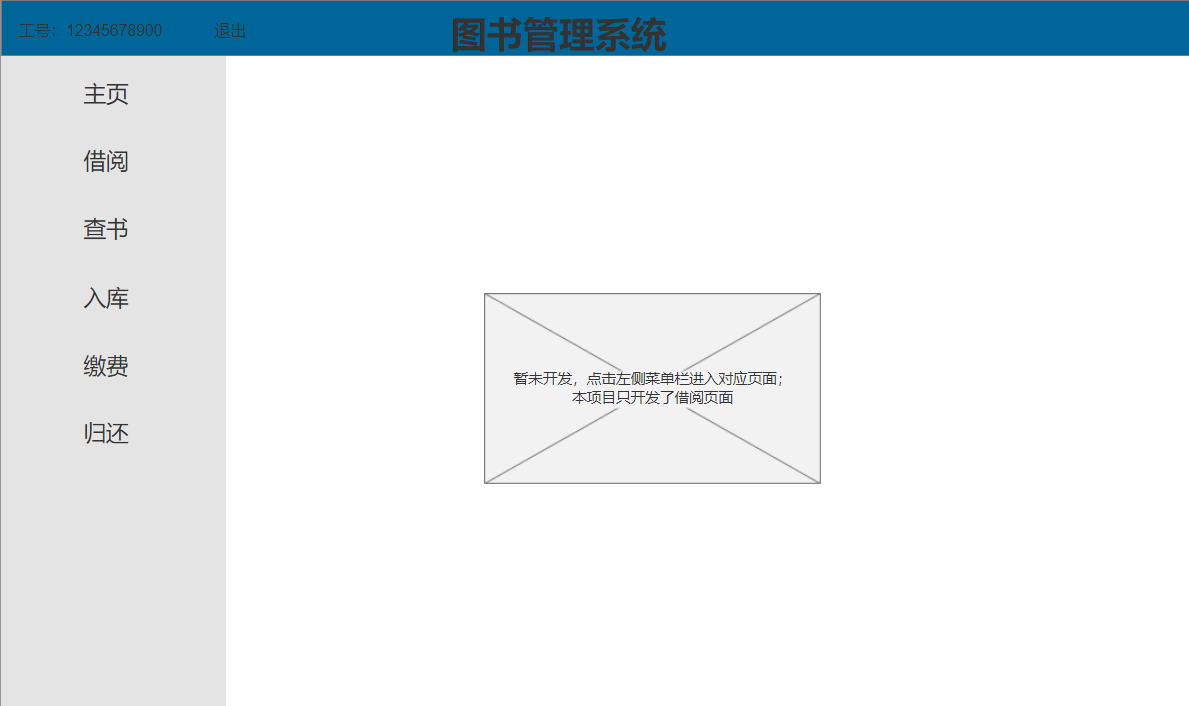 工号：12345678900 退出 图书管理系统
主页
借阅
查书
入库
缴费
归还
暂未开发，点击左侧菜单栏进入对应页面；
本项目只开发了借阅页面